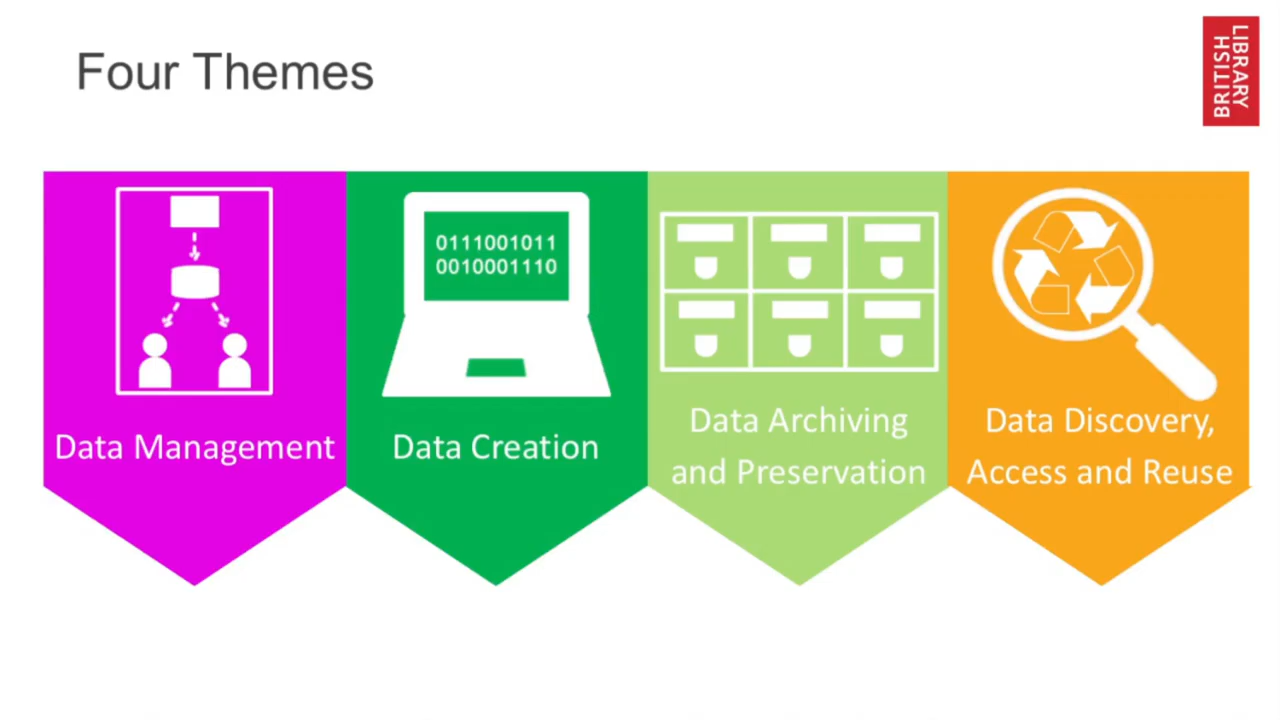 Four Themes
BRITISH
LIBRARY
0111001011
0010001110
Data Management
Data Creation
Data Archiving
and Preservation
Data Discovery,
Access and Reuse